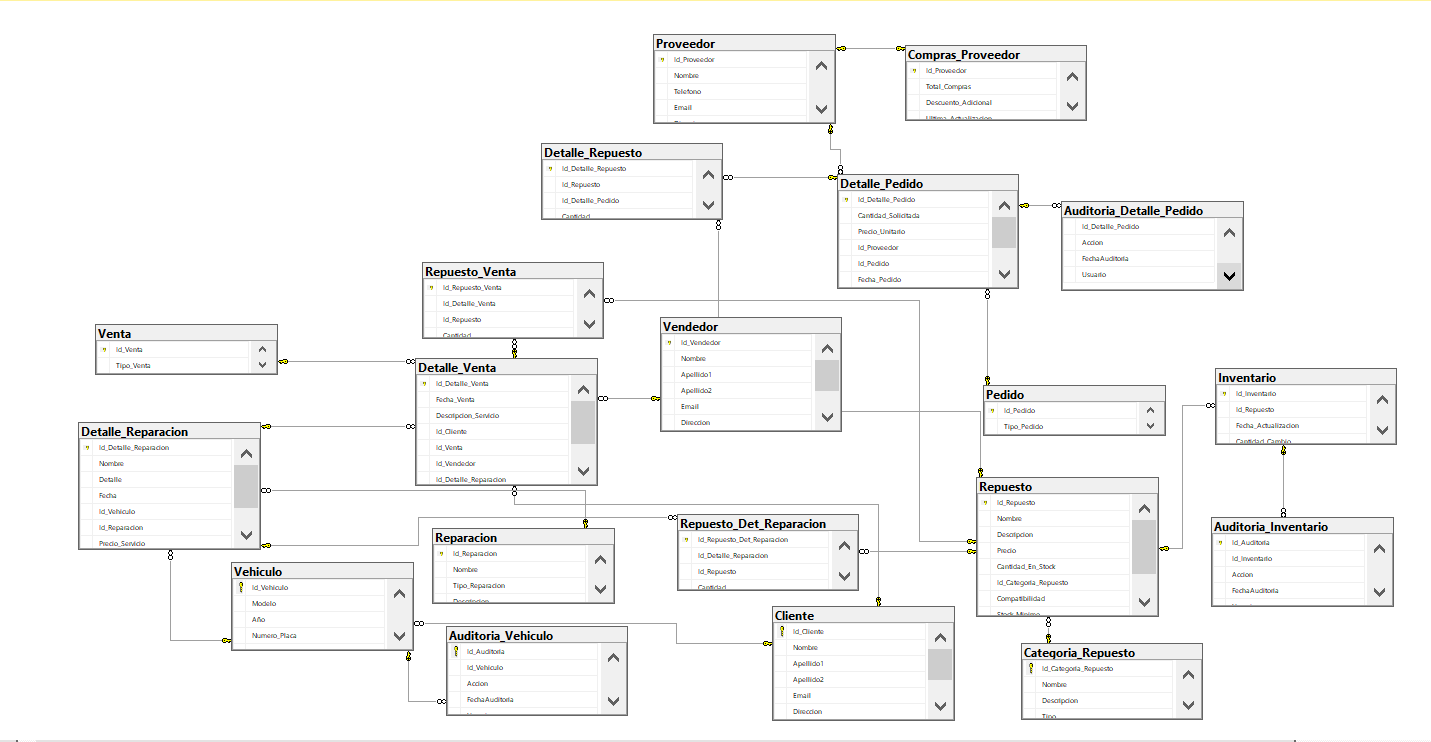 Proveedor
Id_Proveedor
Nombre
Telefono
Email
Compras_Proveedor
Id_Proveedor
Total_Compras
Descuento_Adicional
Ultima_Actualizacion
Detalle_Repuesto
Id_Detalle_Repuesto
Id_Repuesto
Id_Detalle_Pedido
Cantidad
Detalle_Pedido
Id_Detalle_Pedido
Cantidad_Solicitada
Precio_Unitario
Id_Proveedor
Id_Pedido
Fecha_Pedido
Auditoria_Detalle_Pedido
Id_Detalle_Pedido
Accion
FechaAuditoria
Usuario
Repuesto_Venta
Id_Repuesto_Venta
Id_Detalle_Venta
Id_Repuesto
Cantidad
Venta
Id_Venta
Tipo_Venta
Vendedor
Id_Vendedor
Nombre
Apellido1
Apellido2
Email
Direccion
Detalle_Venta
Id_Detalle_Venta
Fecha_Venta
Descripcion_Servicio
Id_Cliente
Id_Venta
Id_Vendedor
Id_Detalle_Reparacion
Pedido
Id_Pedido
Tipo_Pedido
Inventario
Id_Inventario
Id_Repuesto
Fecha_Actualizacion
Cantidad_Cambio
Detalle_Reparacion
Id_Detalle_Reparacion
Nombre
Detalle
Fecha
Id_Vehiculo
Id_Reparacion
Precio_Servicio
Repuesto
Id_Repuesto
Nombre
Descripcion
Precio
Cantidad_En_Stock
Id_Categoria_Repuesto
Compatibilidad
Stock_Minimo
Repuesto_Det_Reparacion
Id_Repuesto_Det_Reparacion
Id_Detalle_Reparacion
Id_Repuesto
Cantidad
Auditoria_Inventario
Id_Auditoria
Id_Inventario
Accion
FechaAuditoria
Reparacion
Id_Reparacion
Nombre
Tipo_Reparacion
Descripcion
Vehiculo
Id_Vehiculo
Modelo
Año
Numero_Placa
Cliente
Id_Cliente
Nombre
Apellido1
Apellido2
Email
Direccion
Auditoria_Vehiculo
Id_Auditoria
Id_Vehiculo
Accion
FechaAuditoria
Categoria_Repuesto
Id_Categoria_Repuesto
Nombre
Descripcion
Tipo